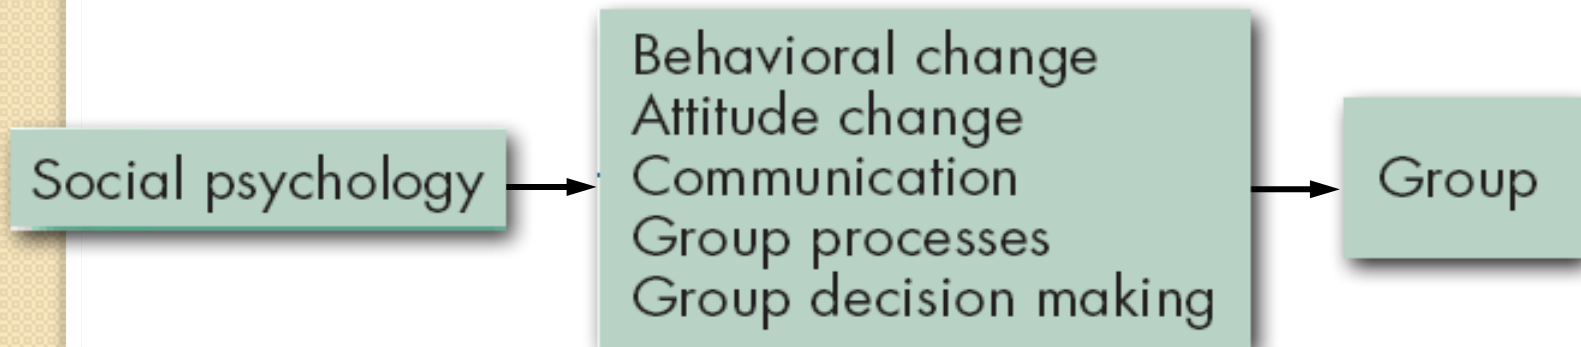 Social psychology
Behavioral change
Attitude change
Communication
Group processes
Group decision making
Group